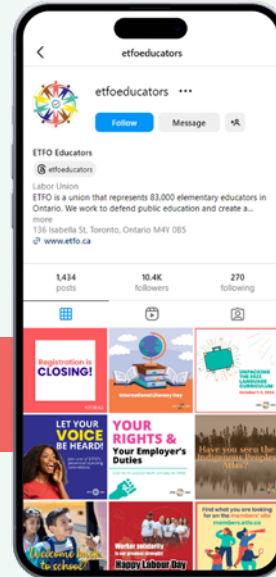 etfoeducators
etfoeducators
Follow
Message
ETFO Educators
etfoeducators
Labor Union
ETFO is a union that represents 83,000 elementary educators in
Ontario. We work to defend public education and create a...
more
136 Isabella St, Toronto, Ontario M4Y 0B5
www.etfo.ca
1,434
posts
10.4K
followers
270
following
Registration is
CLOSING!
International Literacy Day
UNPACKING
THE 2023
LANGUAGE
CURRICULUM
LET YOUR
VOICE
BE HEARD!
YOUR
RIGHTS &
Your Employer's
Duties
Have you seen the
Indigenous Peoples
Atlas?
Welcome back
to school!
Worker solidarity
Happy Labour Day
Find what you are looking
for on the members' site
members.etfo.ca